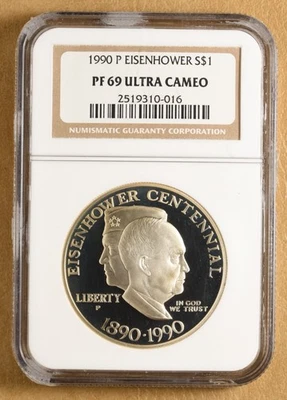 1990 P EISENHOWER S$1
PF 69 ULTRA CAMEO
2519310-016
NUMISMATIC GUARANTY CORPORATION
EISENHOWER CENTENNIAL
LIBERTY
P
IN GOD
WE TRUST
1890-1990